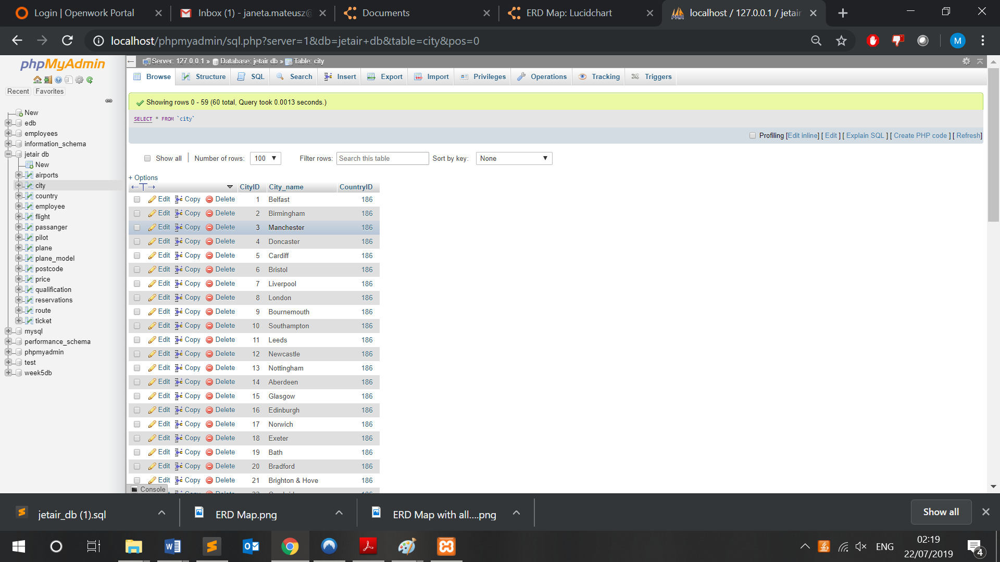 Login | Openwork Portal
Inbox (1) - janeta.mateusz@
Documents
ERD Map: Lucidchart
localhost / 127.0.0.1 / jetair
localhost/phpmyadmin/sql.php?server=1&db=jetair+db&table=city&pos=0
M
phpMyAdmin
Recent Favorites
New
edb
employees
information_schema
jetair db
New
airports
city
country
employee
flight
passanger
pilot
plane
plane_model
postcode
price
qualification
reservations
route
ticket
mysql
performance_schema
phpmyadmin
test
week5db
Server: 127.0.0.1 » Database: jetair db » Table: city
Browse Structure SQL Search Insert Export Import Privileges Operations Tracking Triggers
Showing rows 0 - 59 (60 total, Query took 0.0013 seconds.)
SELECT * FROM `city`
Profiling [Edit inline] [ Edit ] [ Explain SQL ] [ Create PHP code ] [ Refresh]
Show all | Number of rows: 100 Filter rows: Search this table Sort by key: None
+ Options
←T→ CityID City_name CountryID
Edit Copy Delete 1 Belfast 186
Edit Copy Delete 2 Birmingham 186
Edit Copy Delete 3 Manchester 186
Edit Copy Delete 4 Doncaster 186
Edit Copy Delete 5 Cardiff 186
Edit Copy Delete 6 Bristol 186
Edit Copy Delete 7 Liverpool 186
Edit Copy Delete 8 London 186
Edit Copy Delete 9 Bournemouth 186
Edit Copy Delete 10 Southampton 186
Edit Copy Delete 11 Leeds 186
Edit Copy Delete 12 Newcastle 186
Edit Copy Delete 13 Nottingham 186
Edit Copy Delete 14 Aberdeen 186
Edit Copy Delete 15 Glasgow 186
Edit Copy Delete 16 Edinburgh 186
Edit Copy Delete 17 Norwich 186
Edit Copy Delete 18 Exeter 186
Edit Copy Delete 19 Bath 186
Edit Copy Delete 20 Bradford 186
Edit Copy Delete 21 Brighton & Hove 186
Console
jetair_db (1).sql
ERD Map.png
ERD Map with all....png
Show all
ENG
02:19
22/07/2019
4